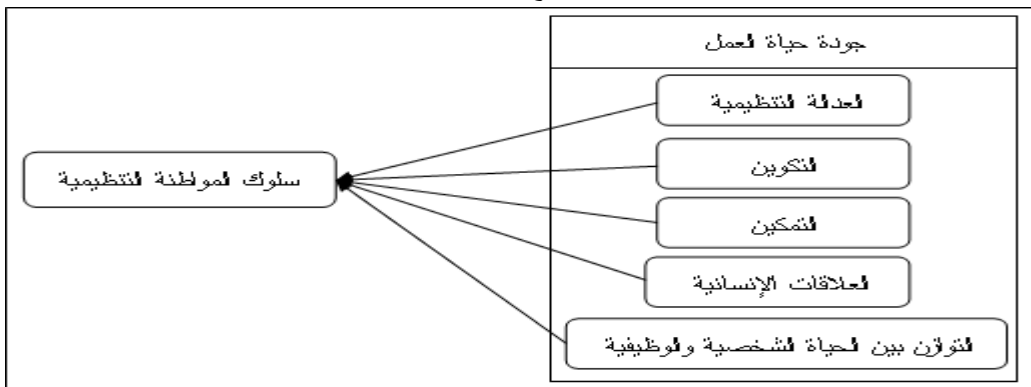 جودة حياة العمل
العدالة التنظيمية
التكوين
سلوك المواطنة التنظيمية
التمكين
العلاقات الإنسانية
التوازن بين الحياة الشخصية والوظيفية